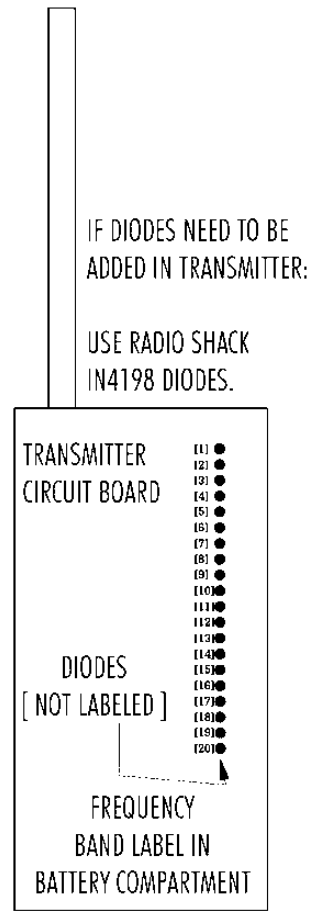 IF DIODES NEED TO BE
ADDED IN TRANSMITTER:
USE RADIO SHACK
IN4198 DIODES.
TRANSMITTER
CIRCUIT BOARD
[1]
[2]
[3]
[4]
[5]
[6]
[7]
[8]
[9]
[10]
[11]
[12]
[13]
[14]
[15]
[16]
[17]
[18]
[19]
[20]
DIODES
[ NOT LABELED ]
FREQUENCY
BAND LABEL IN
BATTERY COMPARTMENT